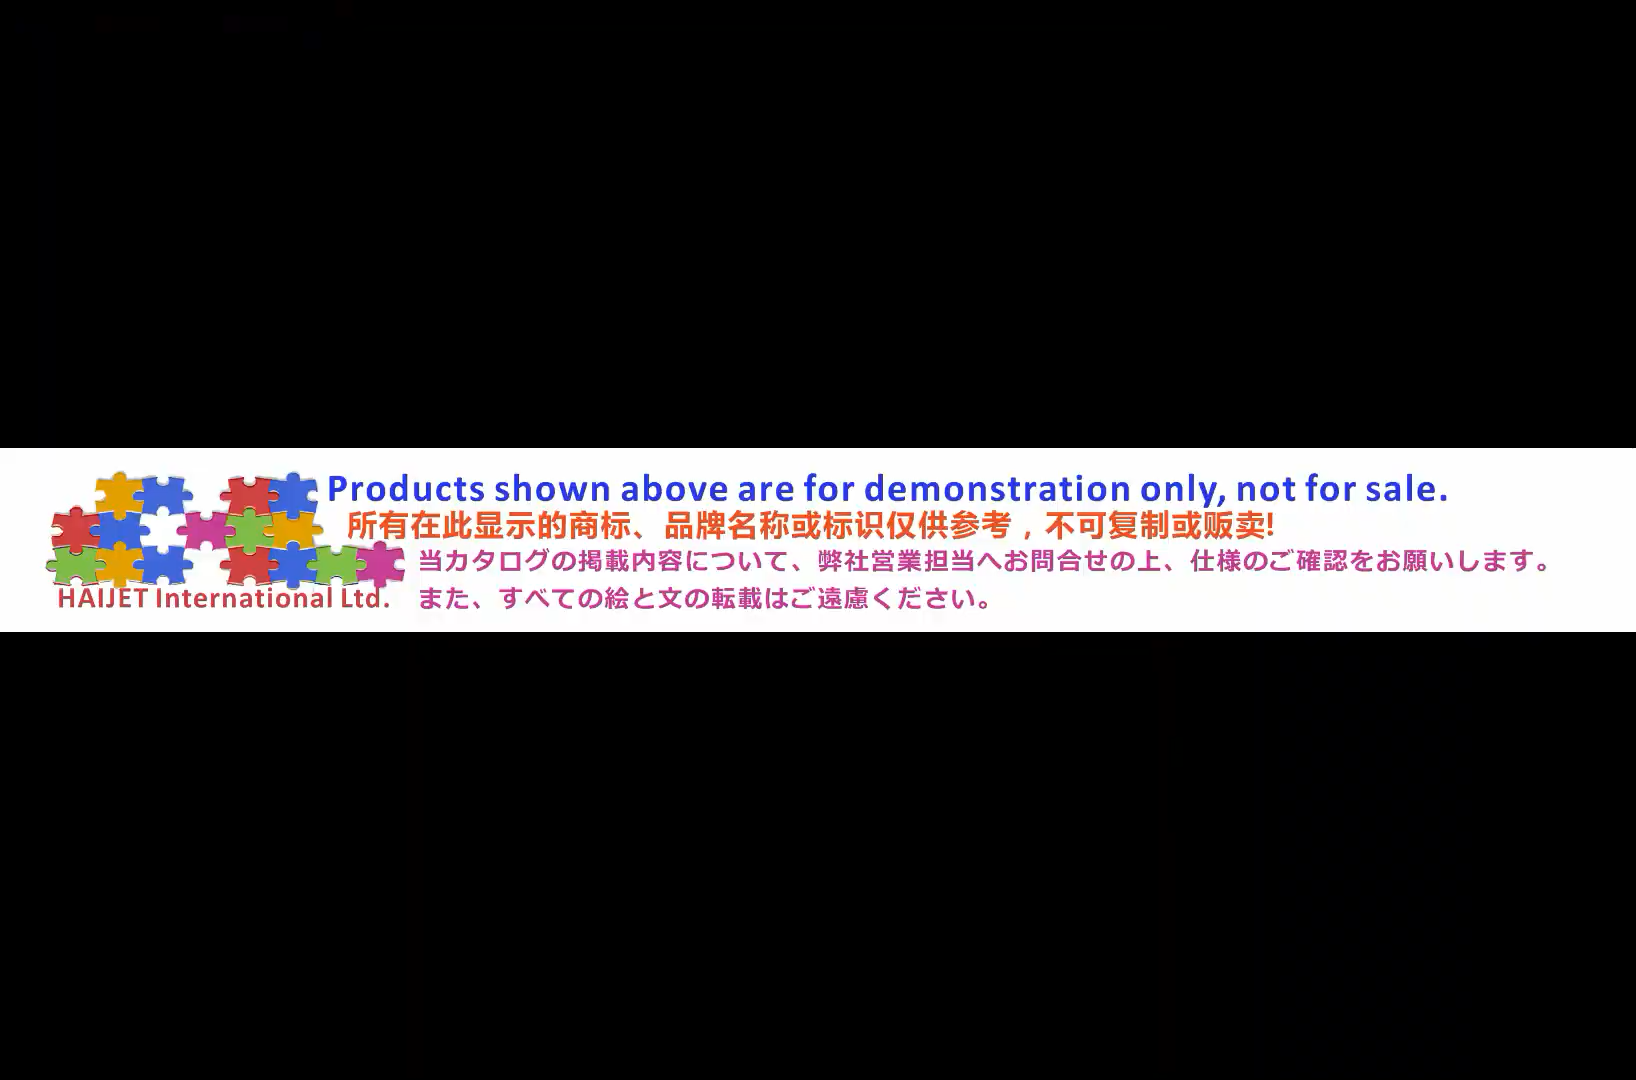 Products shown above are for demonstration only, not for sale.
所有在此显示的商标、品牌名称或标识仅供参考，不可复制或贩卖!
当カタログの掲載内容について、弊社営業担当へお問合せの上、仕様のご確認をお願いします。
HAIJET International Ltd.
また、すべての絵と文の転載はご遠慮ください。